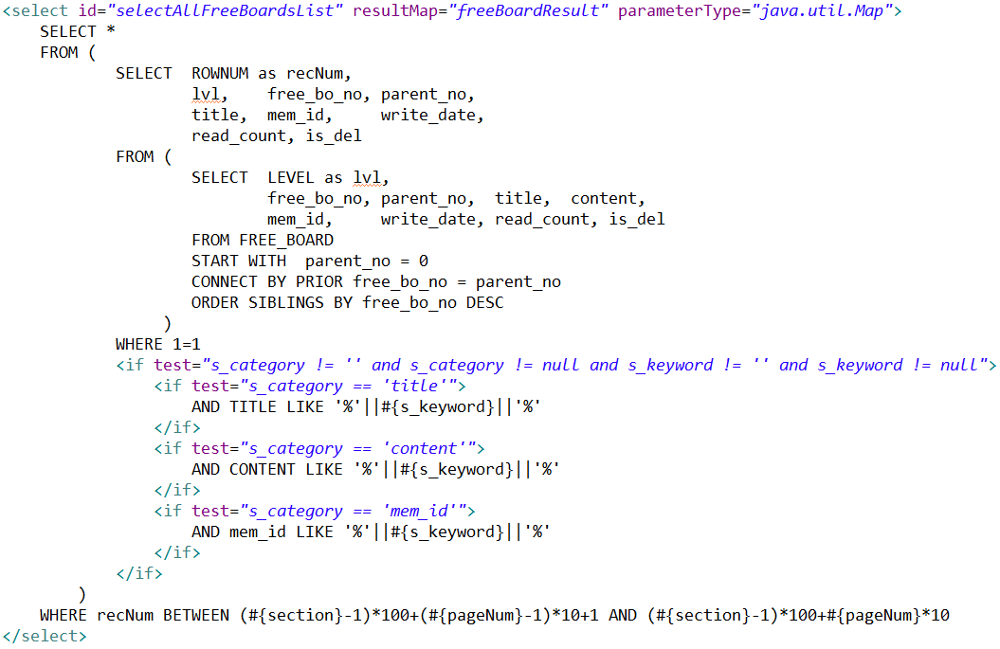 <select id="selectAllFreeBoardsList" resultMap="freeBoardResult" parameterType="java.util.Map">
    SELECT *
    FROM (
            SELECT  ROWNUM as recNum,
                    lvl,    free_bo_no, parent_no,
                    title,  mem_id,     write_date,
                    read_count, is_del
            FROM (
                    SELECT  LEVEL as lvl,
                            free_bo_no, parent_no,  title,  content,
                            mem_id,     write_date, read_count, is_del
                    FROM FREE_BOARD
                    START WITH  parent_no = 0
                    CONNECT BY PRIOR free_bo_no = parent_no
                    ORDER SIBLINGS BY free_bo_no DESC
                 )
            WHERE 1=1
            <if test="s_category != '' and s_category != null and s_keyword != '' and s_keyword != null">
                <if test="s_category == 'title'">
                    AND TITLE LIKE '%'||#{s_keyword}||'%'
                </if>
                <if test="s_category == 'content'">
                    AND CONTENT LIKE '%'||#{s_keyword}||'%'
                </if>
                <if test="s_category == 'mem_id'">
                    AND mem_id LIKE '%'||#{s_keyword}||'%'
                </if>
            </if>
        )
    WHERE recNum BETWEEN (#{section}-1)*100+(#{pageNum}-1)*10+1 AND (#{section}-1)*100+#{pageNum}*10
</select>